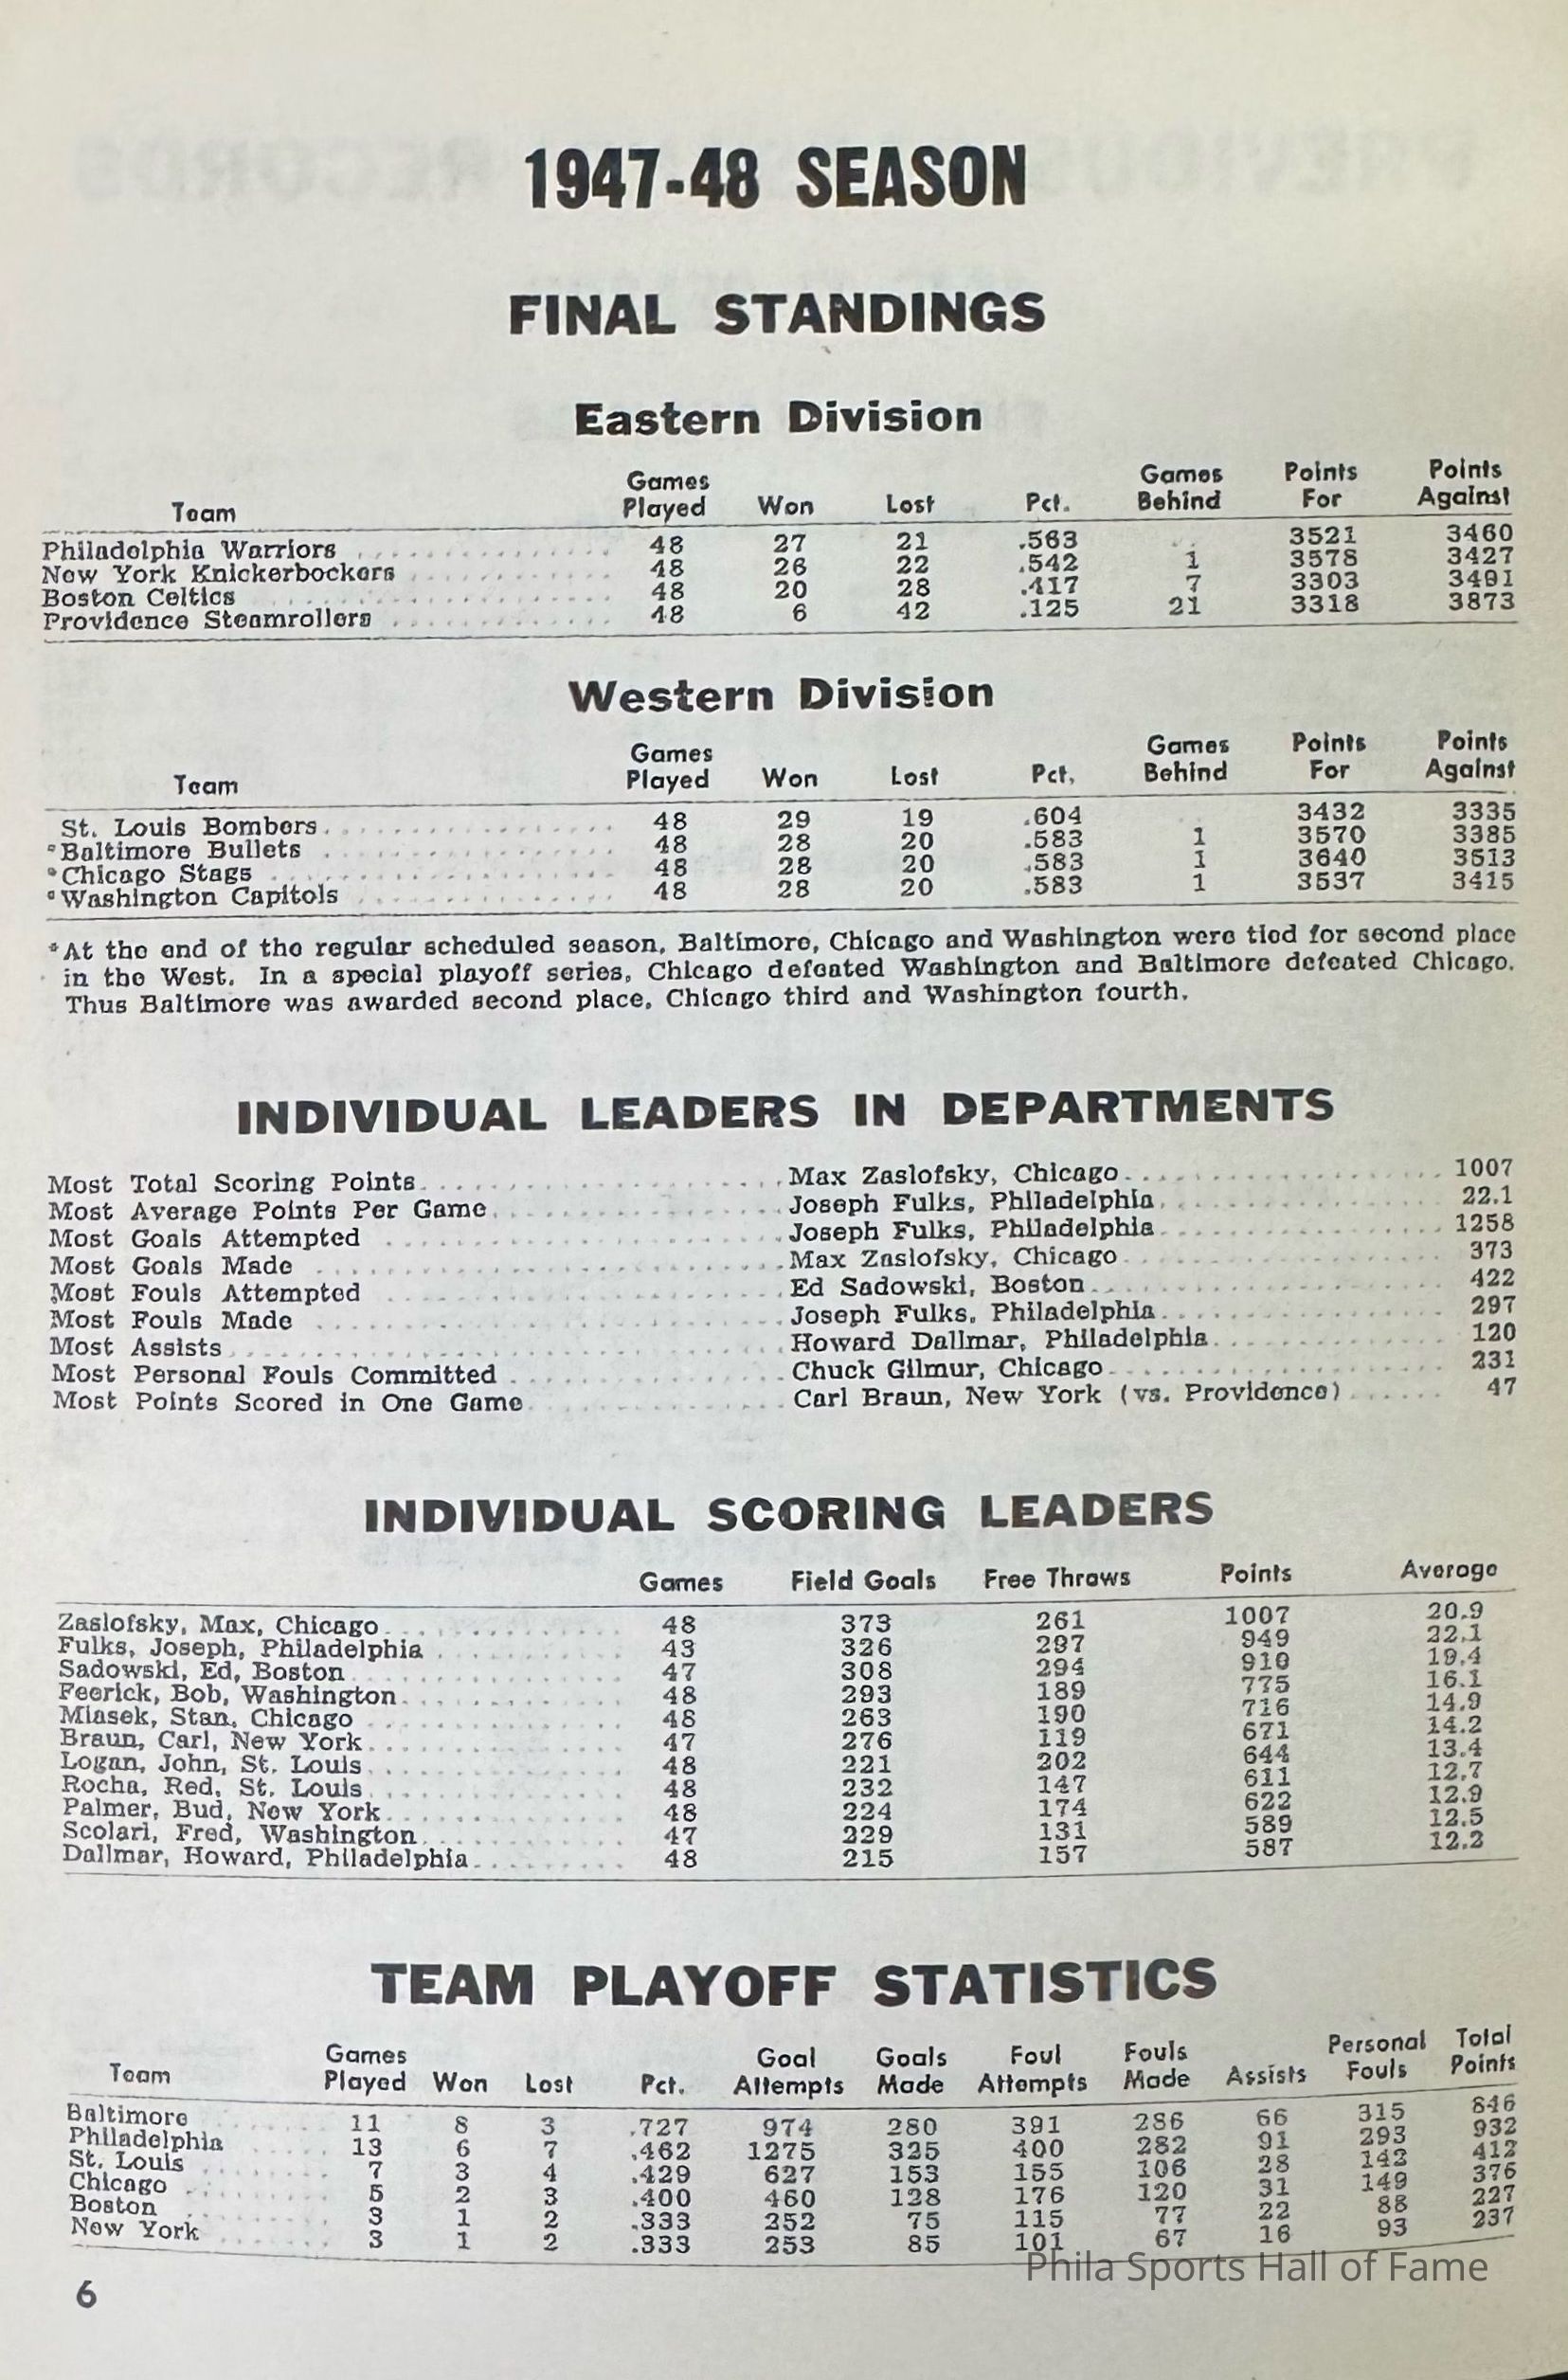 1947-48 SEASON
FINAL STANDINGS
Eastern Division
Team Games Played Won Lost Pct. Games Behind Points For Points Against
Philadelphia Warriors 48 27 21 .563 3521 3460
New York Knickerbockers 48 26 22 .542 1 3578 3427
Boston Celtics 48 20 28 .417 7 3303 3491
Providence Steamrollers 48 6 42 .125 21 3318 3873
Western Division
Team Games Played Won Lost Pct. Games Behind Points For Points Against
St. Louis Bombers 48 29 19 .604 3432 3335
*Baltimore Bullets 48 28 20 .583 1 3570 3385
*Chicago Stags 48 28 20 .583 1 3640 3513
*Washington Capitols 48 28 20 .583 1 3537 3415
*At the end of the regular scheduled season, Baltimore, Chicago and Washington were tied for second place
in the West. In a special playoff series, Chicago defeated Washington and Baltimore defeated Chicago.
Thus Baltimore was awarded second place, Chicago third and Washington fourth.
INDIVIDUAL LEADERS IN DEPARTMENTS
Most Total Scoring Points Max Zaslofsky, Chicago 1007
Most Average Points Per Game Joseph Fulks, Philadelphia 22.1
Most Goals Attempted Joseph Fulks, Philadelphia 1258
Most Goals Made Max Zaslofsky, Chicago 373
Most Fouls Attempted Ed Sadowski, Boston 422
Most Fouls Made Joseph Fulks, Philadelphia 297
Most Assists Howard Dallmar, Philadelphia 120
Most Personal Fouls Committed Chuck Gilmur, Chicago 231
Most Points Scored in One Game Carl Braun, New York (vs. Providence) 47
INDIVIDUAL SCORING LEADERS
Games Field Goals Free Throws Points Average
Zaslofsky, Max, Chicago 48 373 261 1007 20.9
Fulks, Joseph, Philadelphia 43 326 297 949 22.1
Sadowski, Ed, Boston 47 308 294 910 19.4
Feerick, Bob, Washington 48 293 189 775 16.1
Miasek, Stan, Chicago 48 263 190 716 14.9
Braun, Carl, New York 47 276 119 671 14.2
Logan, John, St. Louis 48 221 202 644 13.4
Rocha, Red, St. Louis 48 232 147 611 12.7
Palmer, Bud, New York 48 224 174 622 12.9
Scolari, Fred, Washington 47 229 131 589 12.5
Dallmar, Howard, Philadelphia 48 215 157 587 12.2
TEAM PLAYOFF STATISTICS
Team Games Played Won Lost Pct. Goal Attempts Goals Made Foul Attempts Fouls Made Assists Personal Fouls Total Points
Baltimore 11 8 3 .727 974 280 391 286 66 315 846
Philadelphia 13 6 7 .462 1275 325 400 282 91 293 932
St. Louis 7 3 4 .429 627 153 155 106 28 142 412
Chicago 5 2 3 .400 460 128 176 120 31 149 376
Boston 3 1 2 .333 252 75 115 77 22 88 227
New York 3 1 2 .333 253 85 101 67 16 93 237
Phila Sports Hall of Fame
6